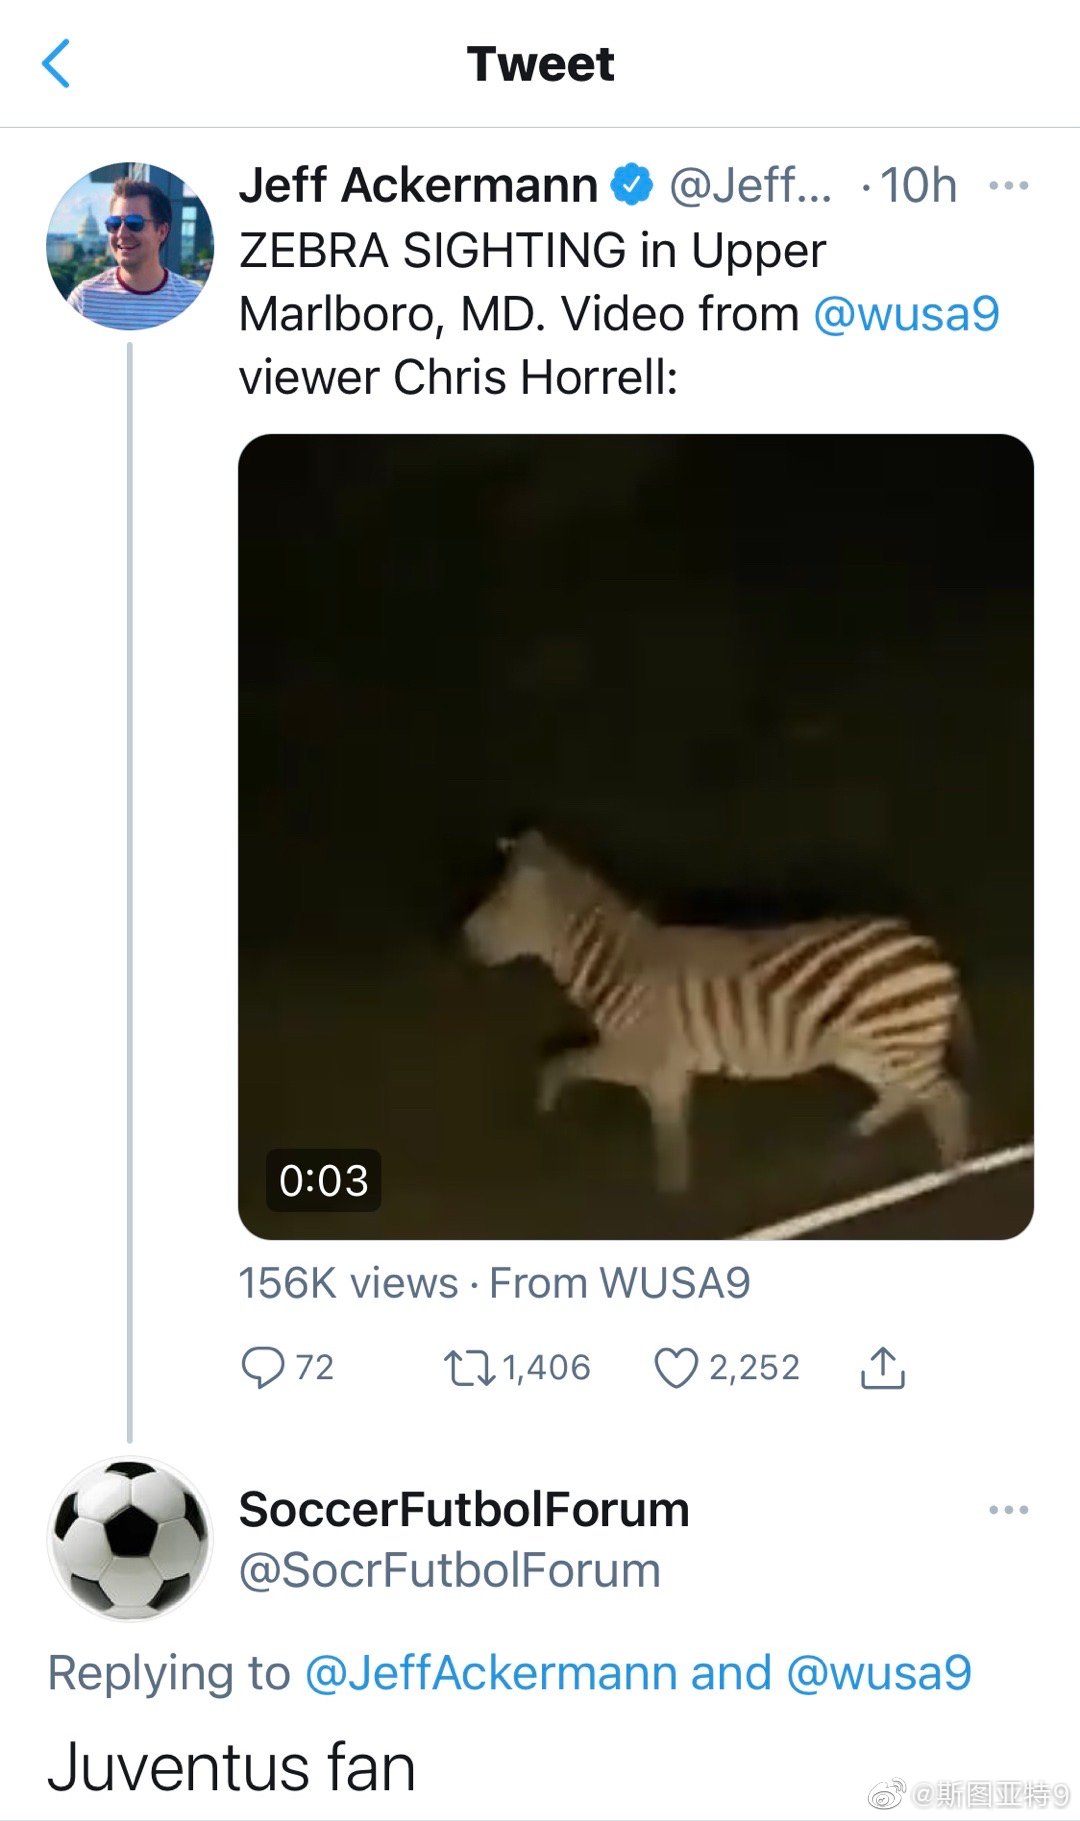 Tweet
Jeff Ackermann @Jeff... · 10h
ZEBRA SIGHTING in Upper
Marlboro, MD. Video from @wusa9
viewer Chris Horrell:
0:03
156K views · From WUSA9
72 1,406 2,252
SoccerFutbolForum
@SocrFutbolForum
Replying to @JeffAckermann and @wusa9
Juventus fan
@斯图亚特9